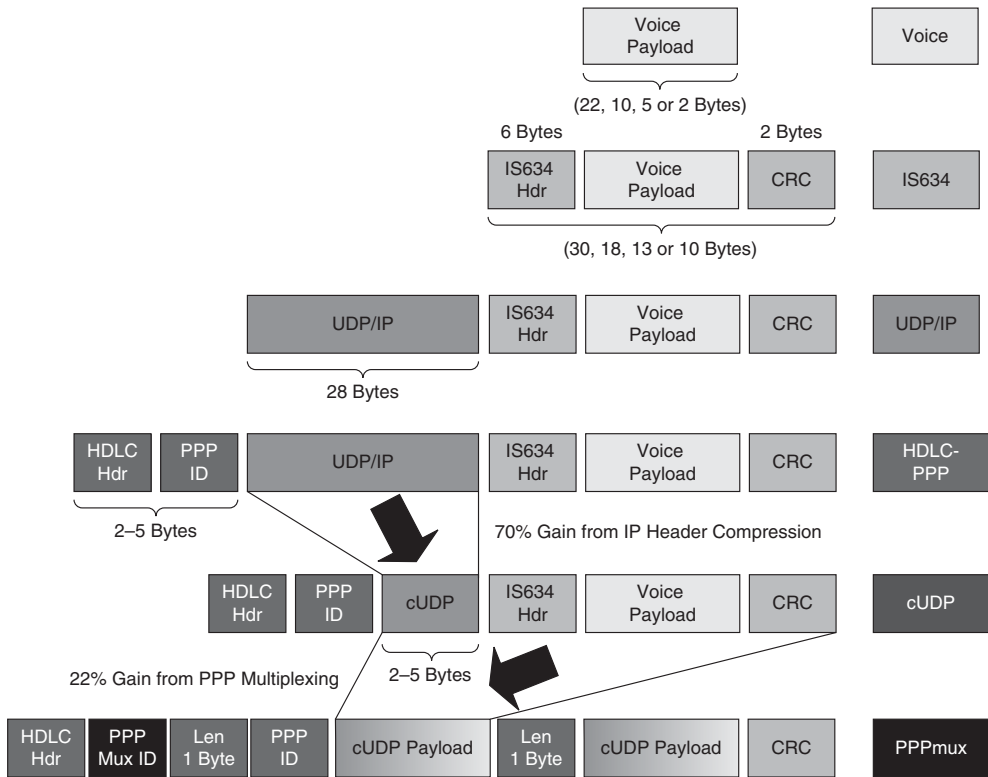 Voice
Payload
Voice
(22, 10, 5 or 2 Bytes)
6 Bytes
2 Bytes
IS634
Hdr
Voice
Payload
CRC
IS634
(30, 18, 13 or 10 Bytes)
UDP/IP
IS634
Hdr
Voice
Payload
CRC
UDP/IP
28 Bytes
HDLC
Hdr
PPP
ID
UDP/IP
IS634
Hdr
Voice
Payload
CRC
HDLC-
PPP
2–5 Bytes
70% Gain from IP Header Compression
HDLC
Hdr
PPP
ID
cUDP
IS634
Hdr
Voice
Payload
CRC
cUDP
22% Gain from PPP Multiplexing
2–5 Bytes
HDLC
Hdr
PPP
Mux ID
Len
1 Byte
PPP
ID
cUDP Payload
Len
1 Byte
cUDP Payload
CRC
PPPmux